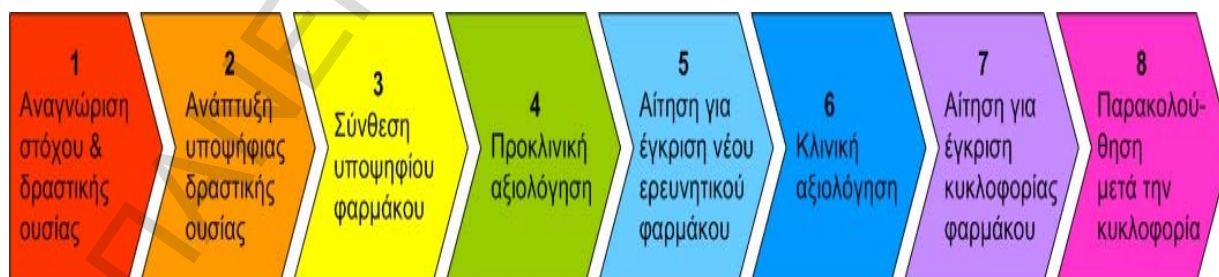 1
Αναγνώριση
στόχου &
δραστικής
ουσίας
2
Ανάπτυξη
υποψήφιας
δραστικής
ουσίας
3
Σύνθεση
υποψηφίου
φαρμάκου
4
Προκλινική
αξιολόγηση
5
Αίτηση για
έγκριση νέου
ερευνητικού
φαρμάκου
6
Κλινική
αξιολόγηση
7
Αίτηση για
έγκριση
κυκλοφορίας
φαρμάκου
8
Παρακολού-
θηση
μετά την
κυκλοφορία